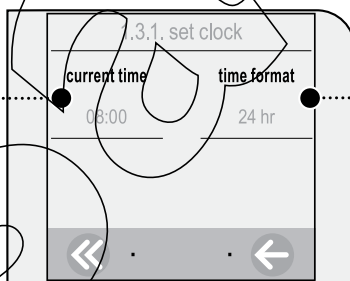 1.3.1. set clock
current time time format
08:00 24 hr